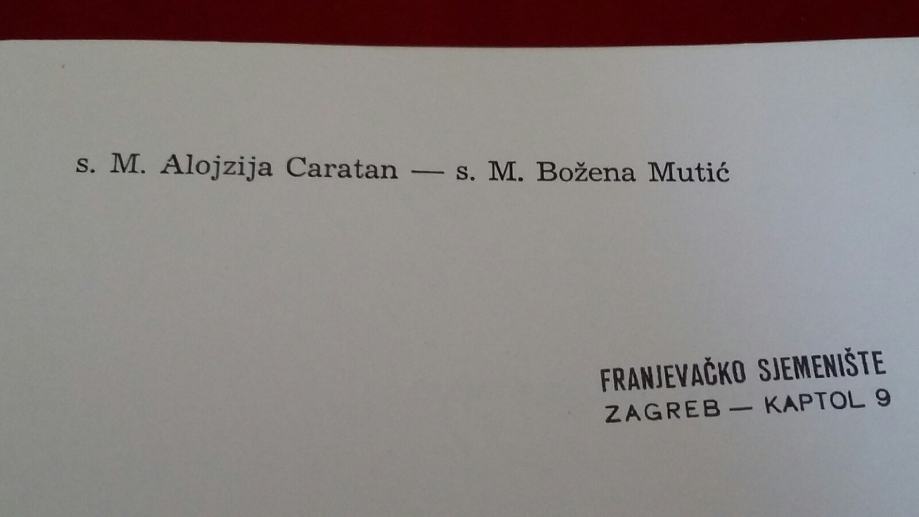 s. M. Alojzija Caratan — s. M. Božena Mutić
FRANJEVAČKO SJEMENIŠTE
ZAGREB — KAPTOL 9